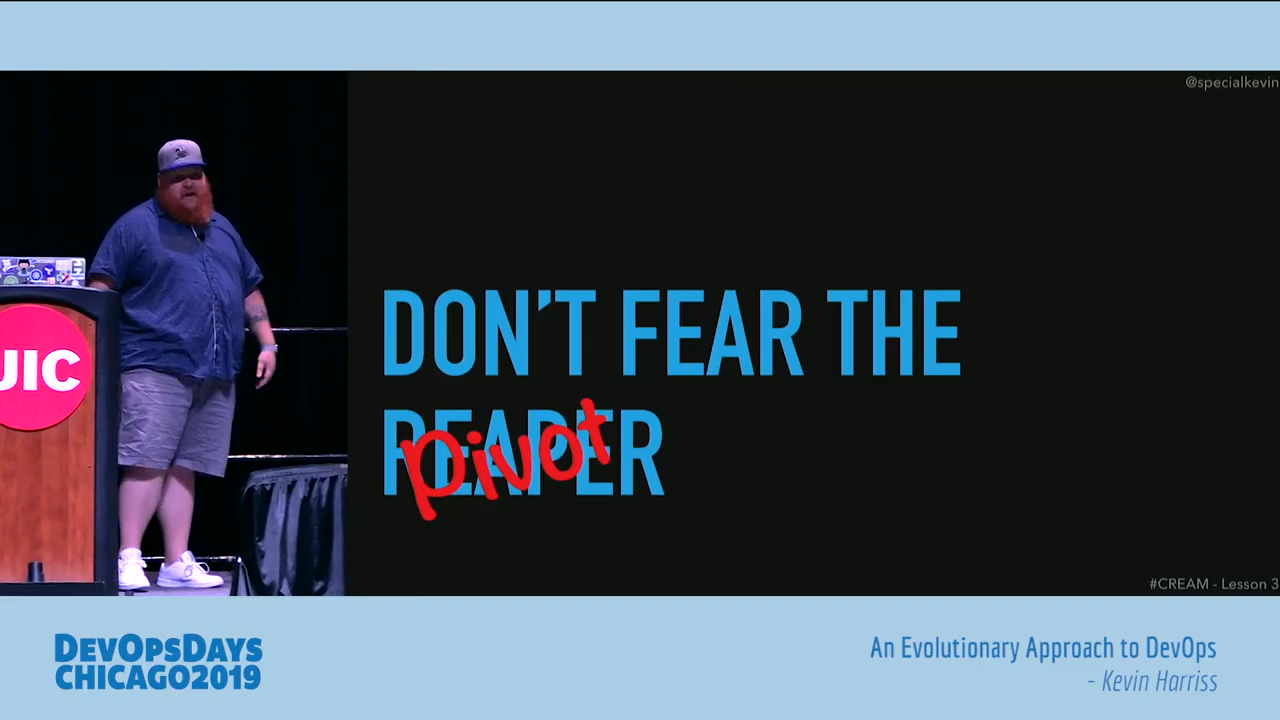 @specialkevin
UIC
DON'T FEAR THE
REAPER
pivot
#CREAM - Lesson 3
DEVOPSDAYS
CHICAGO2019
An Evolutionary Approach to DevOps
- Kevin Harriss